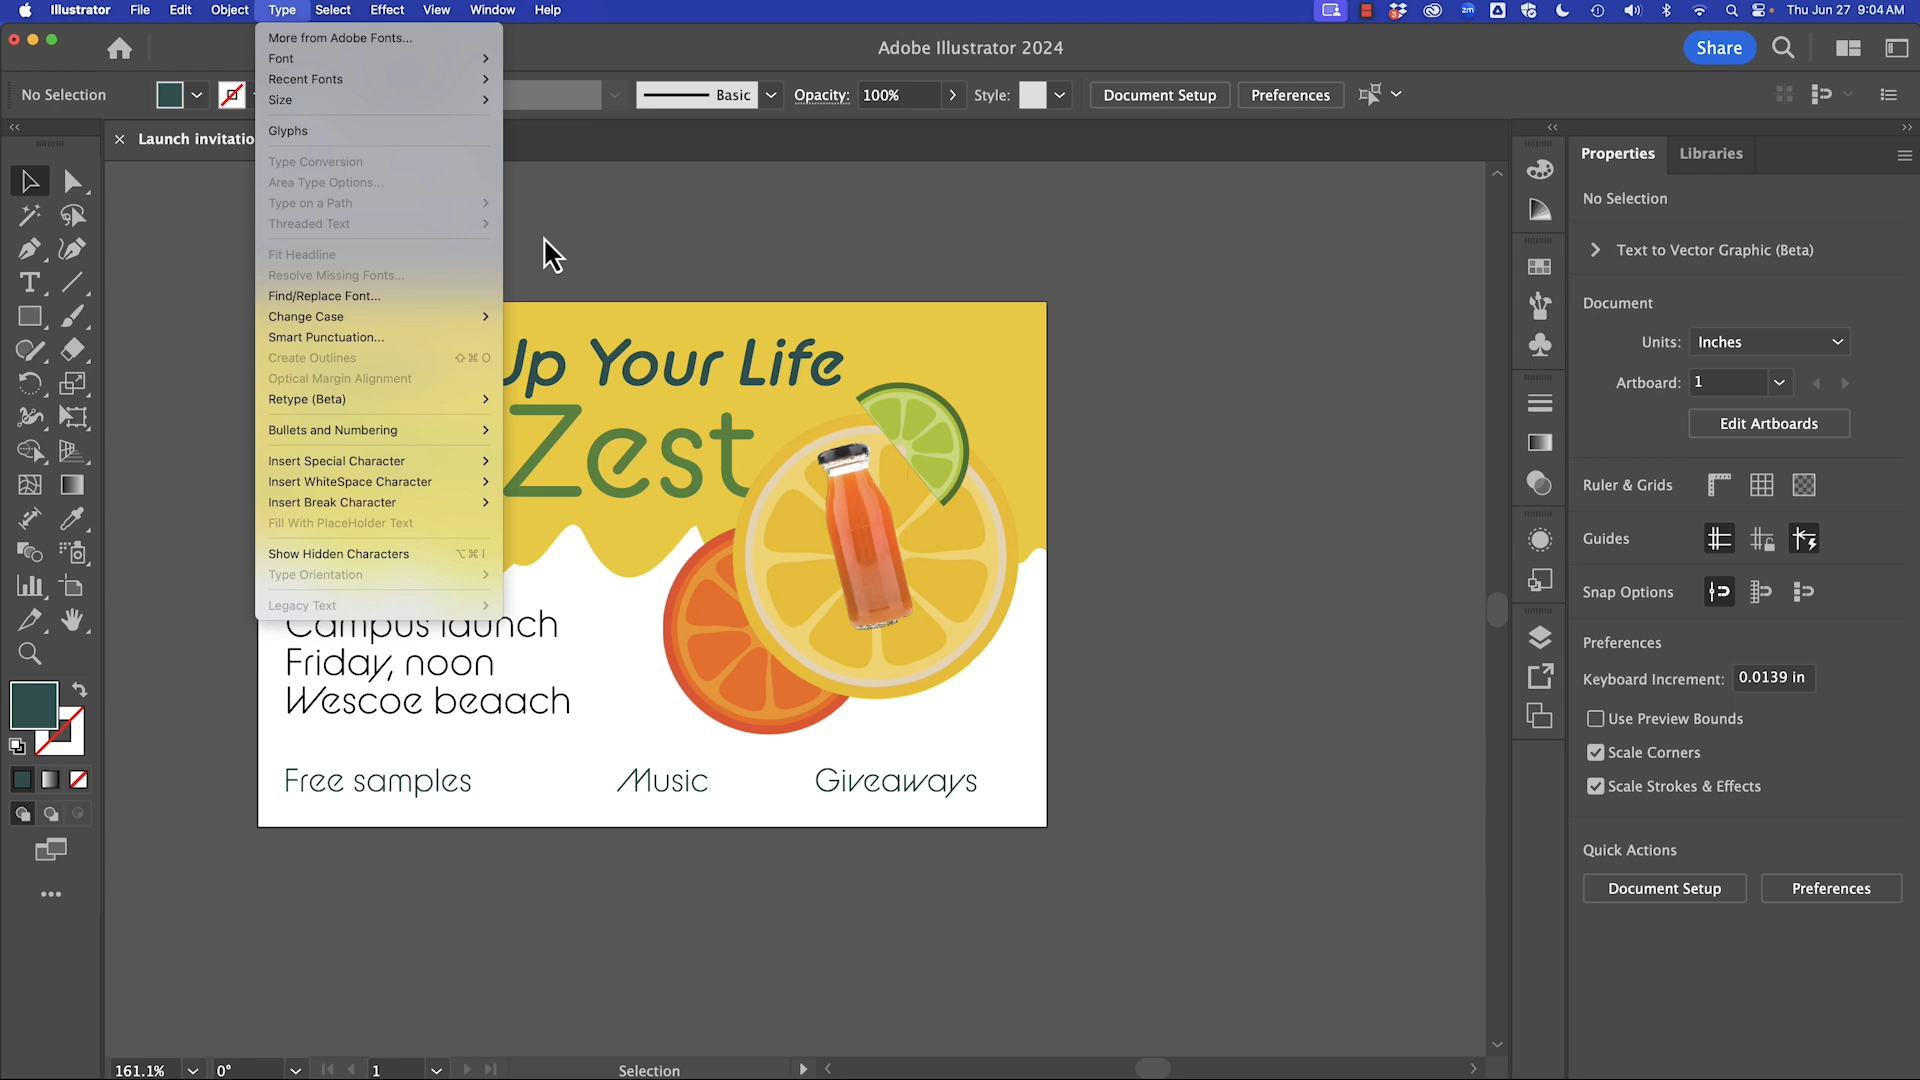 Illustrator File Edit Object Type Select Effect View Window Help
zm
Thu Jun 27 9:04 AM
Adobe Illustrator 2024
Share
No Selection
Basic
Opacity: 100%
Style:
Document Setup
Preferences
Launch invitatio
More from Adobe Fonts...
Font
Recent Fonts
Size
Glyphs
Type Conversion
Area Type Options...
Type on a Path
Threaded Text
Fit Headline
Resolve Missing Fonts...
Find/Replace Font...
Change Case
Smart Punctuation...
Create Outlines ⇧⌘O
Optical Margin Alignment
Retype (Beta)
Bullets and Numbering
Insert Special Character
Insert WhiteSpace Character
Insert Break Character
Fill With PlaceHolder Text
Show Hidden Characters ⌥⌘I
Type Orientation
Legacy Text
Up Your Life
Zest
Campus launch
Friday, noon
Wescoe beaach
Free samples Music Giveaways
Properties Libraries
No Selection
Text to Vector Graphic (Beta)
Document
Units: Inches
Artboard: 1
Edit Artboards
Ruler & Grids
Guides
Snap Options
Preferences
Keyboard Increment: 0.0139 in
Use Preview Bounds
Scale Corners
Scale Strokes & Effects
Quick Actions
Document Setup Preferences
161.1% 0° 1 Selection